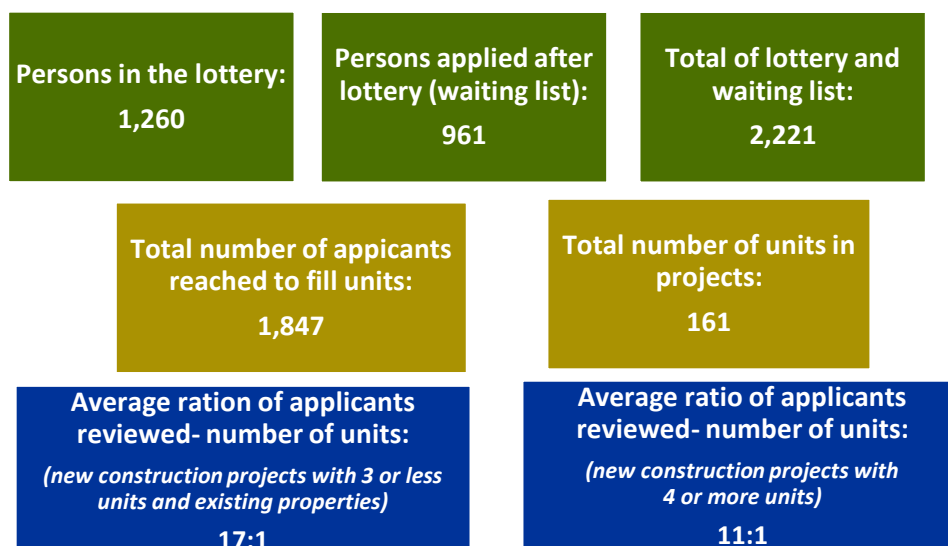 Persons in the lottery:
1,260
Persons applied after
lottery (waiting list):
961
Total of lottery and
waiting list:
2,221
Total number of appicants
reached to fill units:
1,847
Total number of units in
projects:
161
Average ration of applicants
reviewed- number of units:
(new construction projects with 3 or less
units and existing properties)
17:1
Average ratio of applicants
reviewed- number of units:
(new construction projects with
4 or more units)
11:1